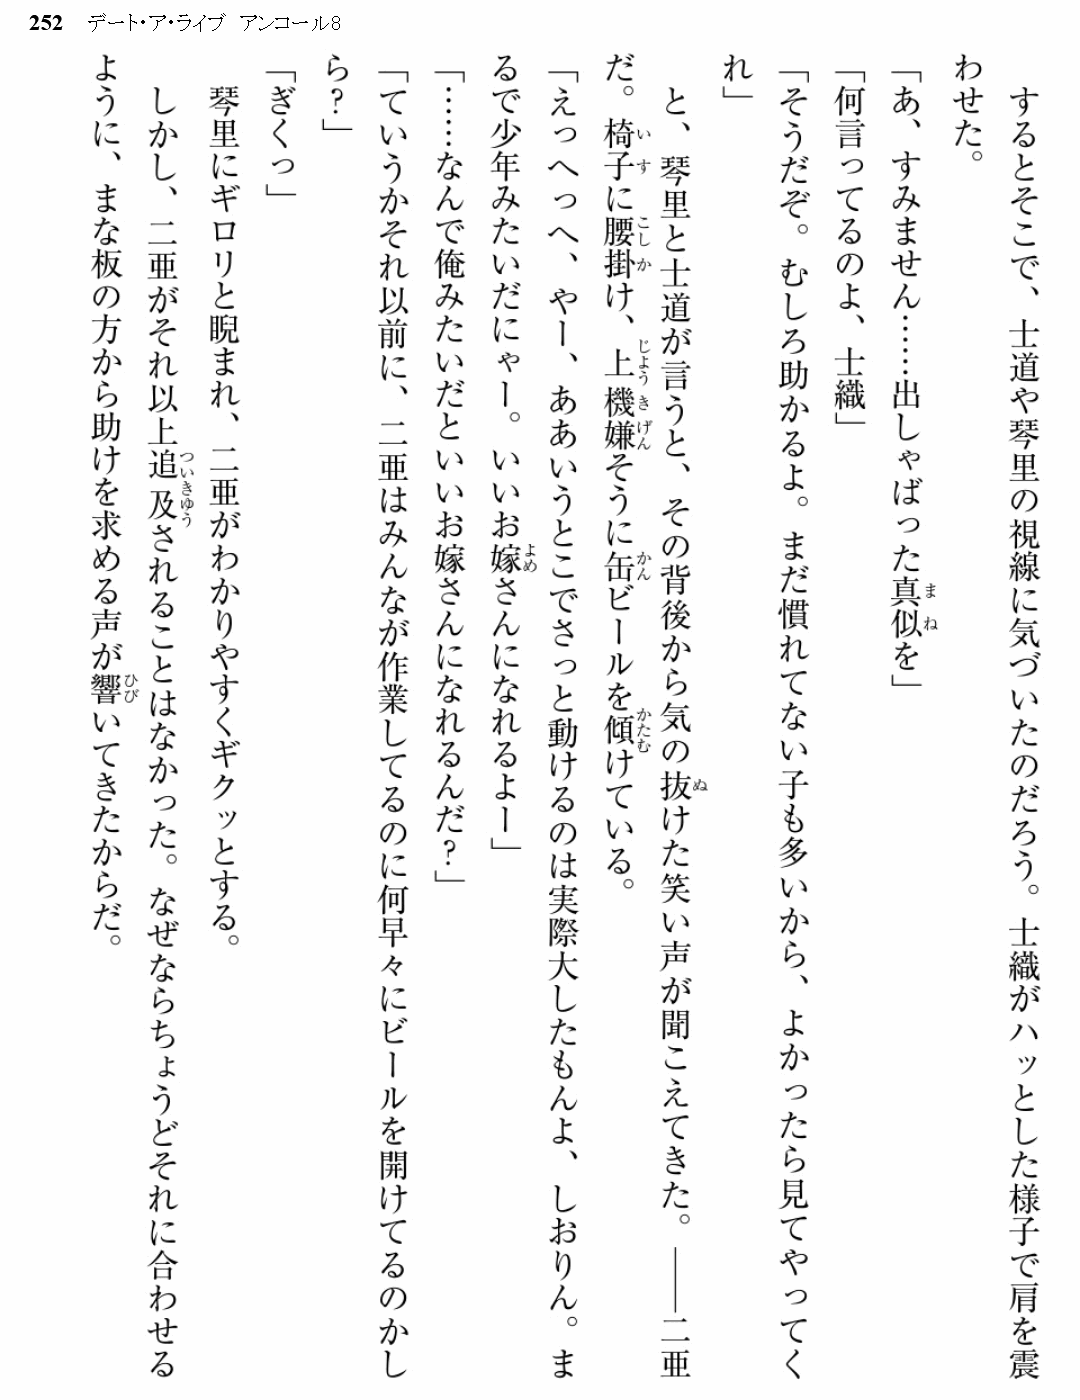 252 デート・ア・ライブ アンコール8
するとそこで、士道や琴里の視線に気づいたのだろう。士織がハッとした様子で肩を震
わせた。
「あ、すみません……出しゃばった真似を」
「何言ってるのよ、士織」
「そうだぞ。むしろ助かるよ。まだ慣れてない子も多いから、よかったら見てやってく
れ」
と、琴里と士道が言うと、その背後から気の抜けた笑い声が聞こえてきた。――二亜
だ。椅子に腰掛け、上機嫌そうに缶ビールを傾けている。
「えっへっへ、やー、ああいうとこでさっと動けるのは実際大したもんよ、しおりん。ま
るで少年みたいだにゃー。いいお嫁さんになれるよー」
「……なんで俺みたいだといいお嫁さんになれるんだ?」
「ていうかそれ以前に、二亜はみんなが作業してるのに何早々にビールを開けてるのかし
ら?」
「ぎくっ」
琴里にギロリと睨まれ、二亜がわかりやすくギクッとする。
しかし、二亜がそれ以上追及されることはなかった。なぜならちょうどそれに合わせる
ように、まな板の方から助けを求める声が響いてきたからだ。